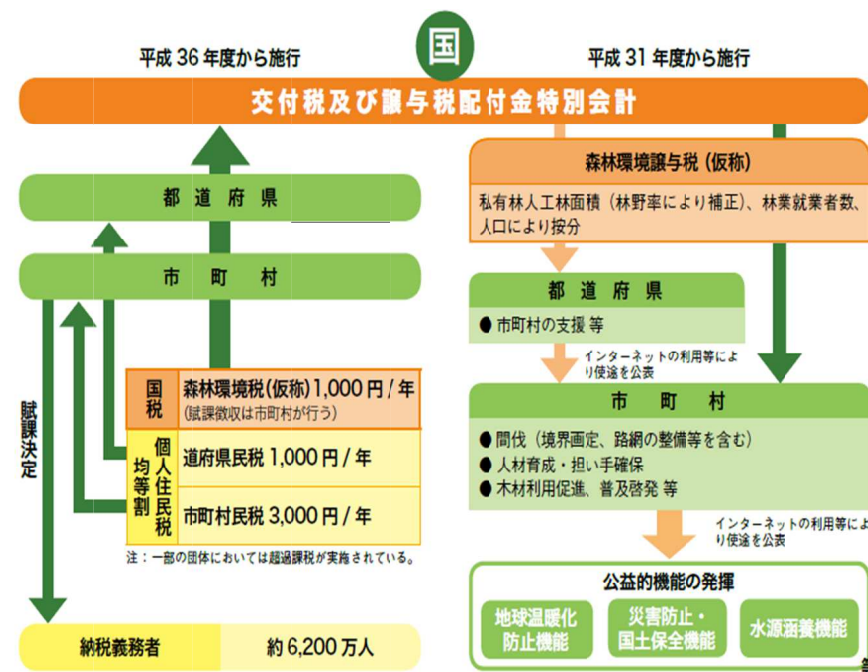 国
平成 36 年度から施行
平成 31 年度から施行
交付税及び譲与税配付金特別会計
都道府県
市町村
国税
森林環境税(仮称) 1,000 円 / 年
(賦課徴収は市町村が行う)
個人住民税
均等割
道府県民税 1,000 円 / 年
市町村民税 3,000 円 / 年
注：一部の団体においては超過課税が実施されている。
賦課決定
納税義務者
約 6,200 万人
森林環境譲与税 (仮称)
私有林人工林面積（林野率により補正）、林業就業者数、
人口により按分
都道府県
● 市町村の支援 等
インターネットの利用等によ
り使途を公表
市町村
● 間伐（境界画定、路網の整備等を含む）
● 人材育成・担い手確保
● 木材利用促進、普及啓発 等
インターネットの利用等によ
り使途を公表
公益的機能の発揮
地球温暖化
防止機能
災害防止・
国土保全機能
水源涵養機能